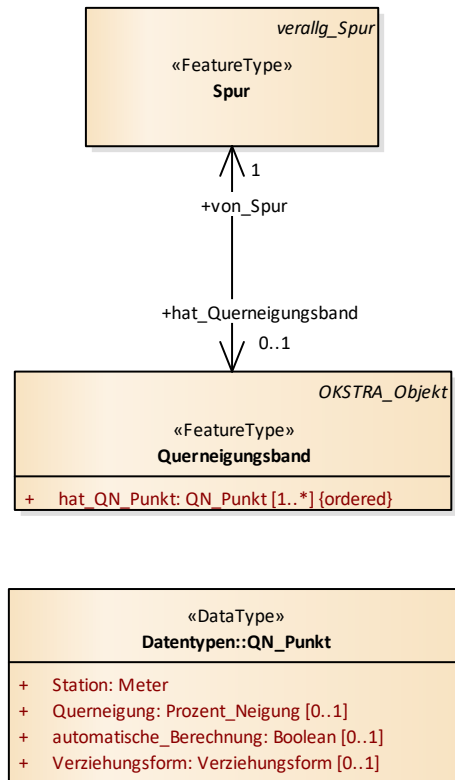 verallg_Spur
«FeatureType»
Spur
1
+von_Spur
+hat_Querneigungsband
0..1
OKSTRA_Objekt
«FeatureType»
Querneigungsband
+ hat_QN_Punkt: QN_Punkt [1..*] {ordered}
«DataType»
Datentypen::QN_Punkt
+ Station: Meter
+ Querneigung: Prozent_Neigung [0..1]
+ automatische_Berechnung: Boolean [0..1]
+ Verziehungsform: Verziehungsform [0..1]